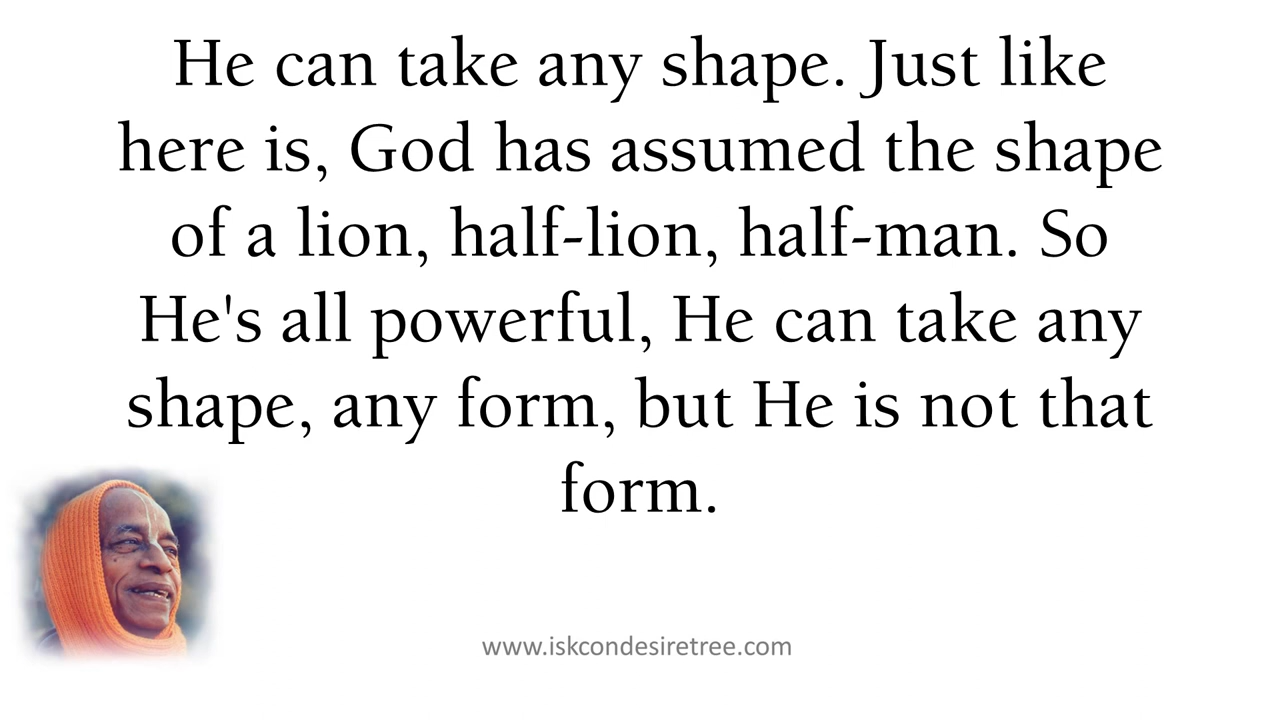 He can take any shape. Just like
here is, God has assumed the shape
of a lion, half-lion, half-man. So
He's all powerful, He can take any
shape, any form, but He is not that
form.
www.iskcondesiretree.com